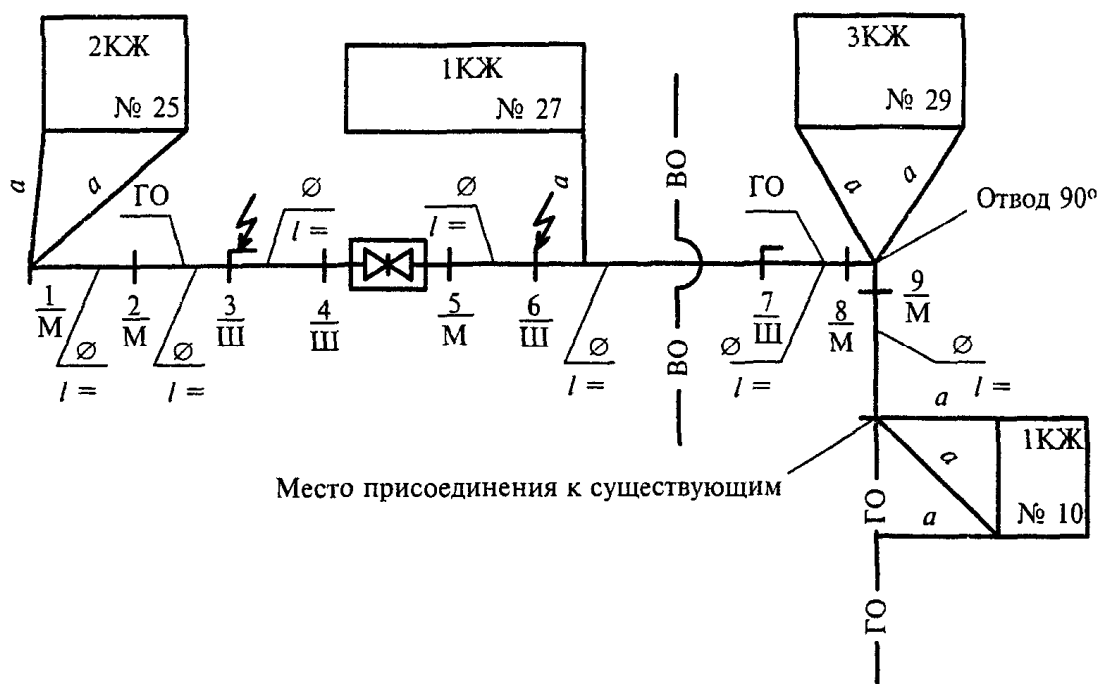 2КЖ
№ 25
1КЖ
№ 27
3КЖ
№ 29
а
а
а
а
а
ВО
ВО
ГО
Ø
l =
Ø
l =
ГО
Отвод 90º
1
М
2
М
3
Ш
4
Ш
5
М
6
Ш
7
Ш
8
М
9
М
Ø
l =
Ø
l =
Ø
l =
Ø
l =
Ø
l =
а
1КЖ
№ 10
а
а
Место присоединения к существующим
ГО
ГО